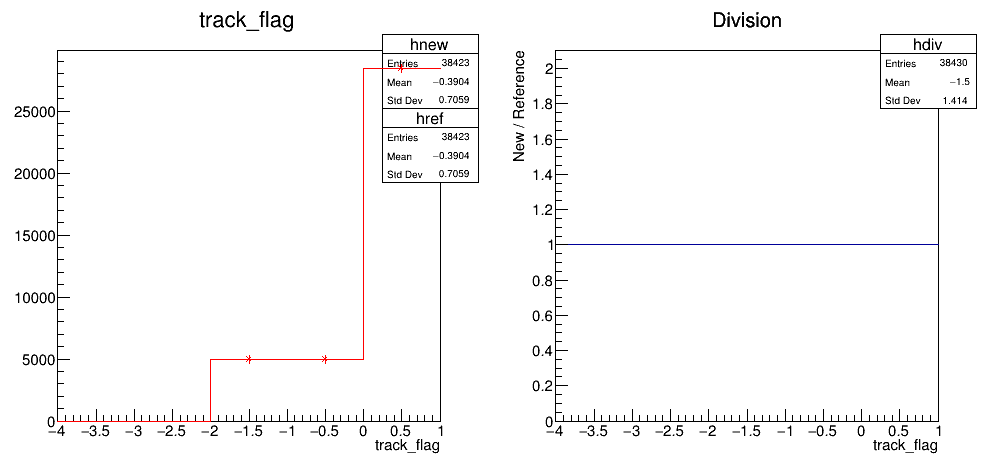 track_flag
hnew
Entries 38423
Mean −0.3904
Std Dev 0.7059
href
Entries 38423
Mean −0.3904
Std Dev 0.7059
25000
20000
15000
10000
5000
0
−4 −3.5 −3 −2.5 −2 −1.5 −1 −0.5 0 0.5 1
track_flag
Division
hdiv
Entries 38430
Mean −1.5
Std Dev 1.414
New / Reference
2
1.8
1.6
1.4
1.2
1
0.8
0.6
0.4
0.2
0
−4 −3.5 −3 −2.5 −2 −1.5 −1 −0.5 0 0.5 1
track_flag